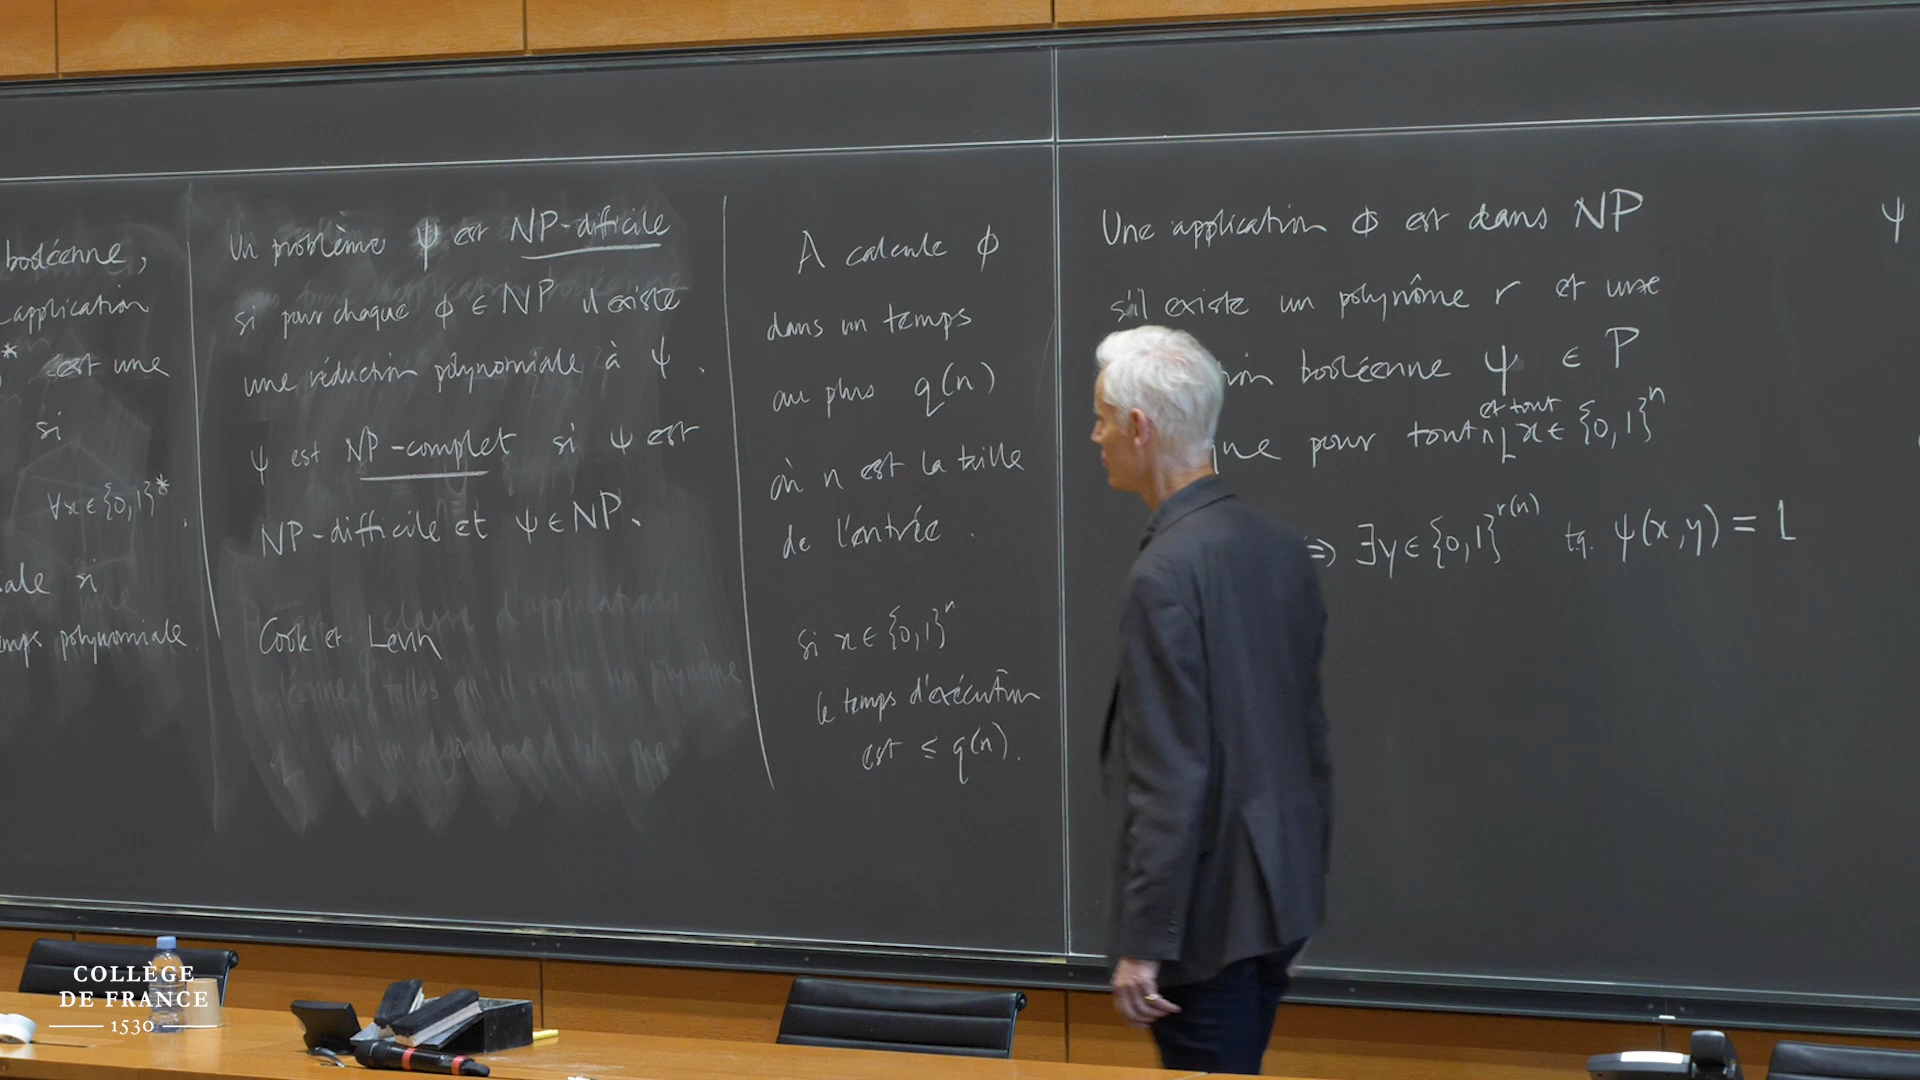 booléenne,
application
* est une
si
∀x∈{0,1}*.
ale si
temps polynomiale.
Un problème ψ est NP-difficile
si pour chaque ϕ ∈ NP il existe
une réduction polynomiale à ψ.
ψ est NP-complet si ψ est
NP-difficile et ψ ∈ NP.
Cook et Levin
A calcule ϕ
dans un temps
au plus q(n)
où n est la taille
de l'entrée.
si x ∈ {0,1}^n
le temps d'exécution
est ≤ q(n).
Une application ϕ est dans NP
s'il existe un polynôme r et une
booléenne ψ ∈ P
que pour tout n et tout x ∈ {0,1}^n
⇒ ∃y ∈ {0,1}^r(n) t.q. ψ(x,y) = 1
ψ
COLLÈGE
DE FRANCE
1530